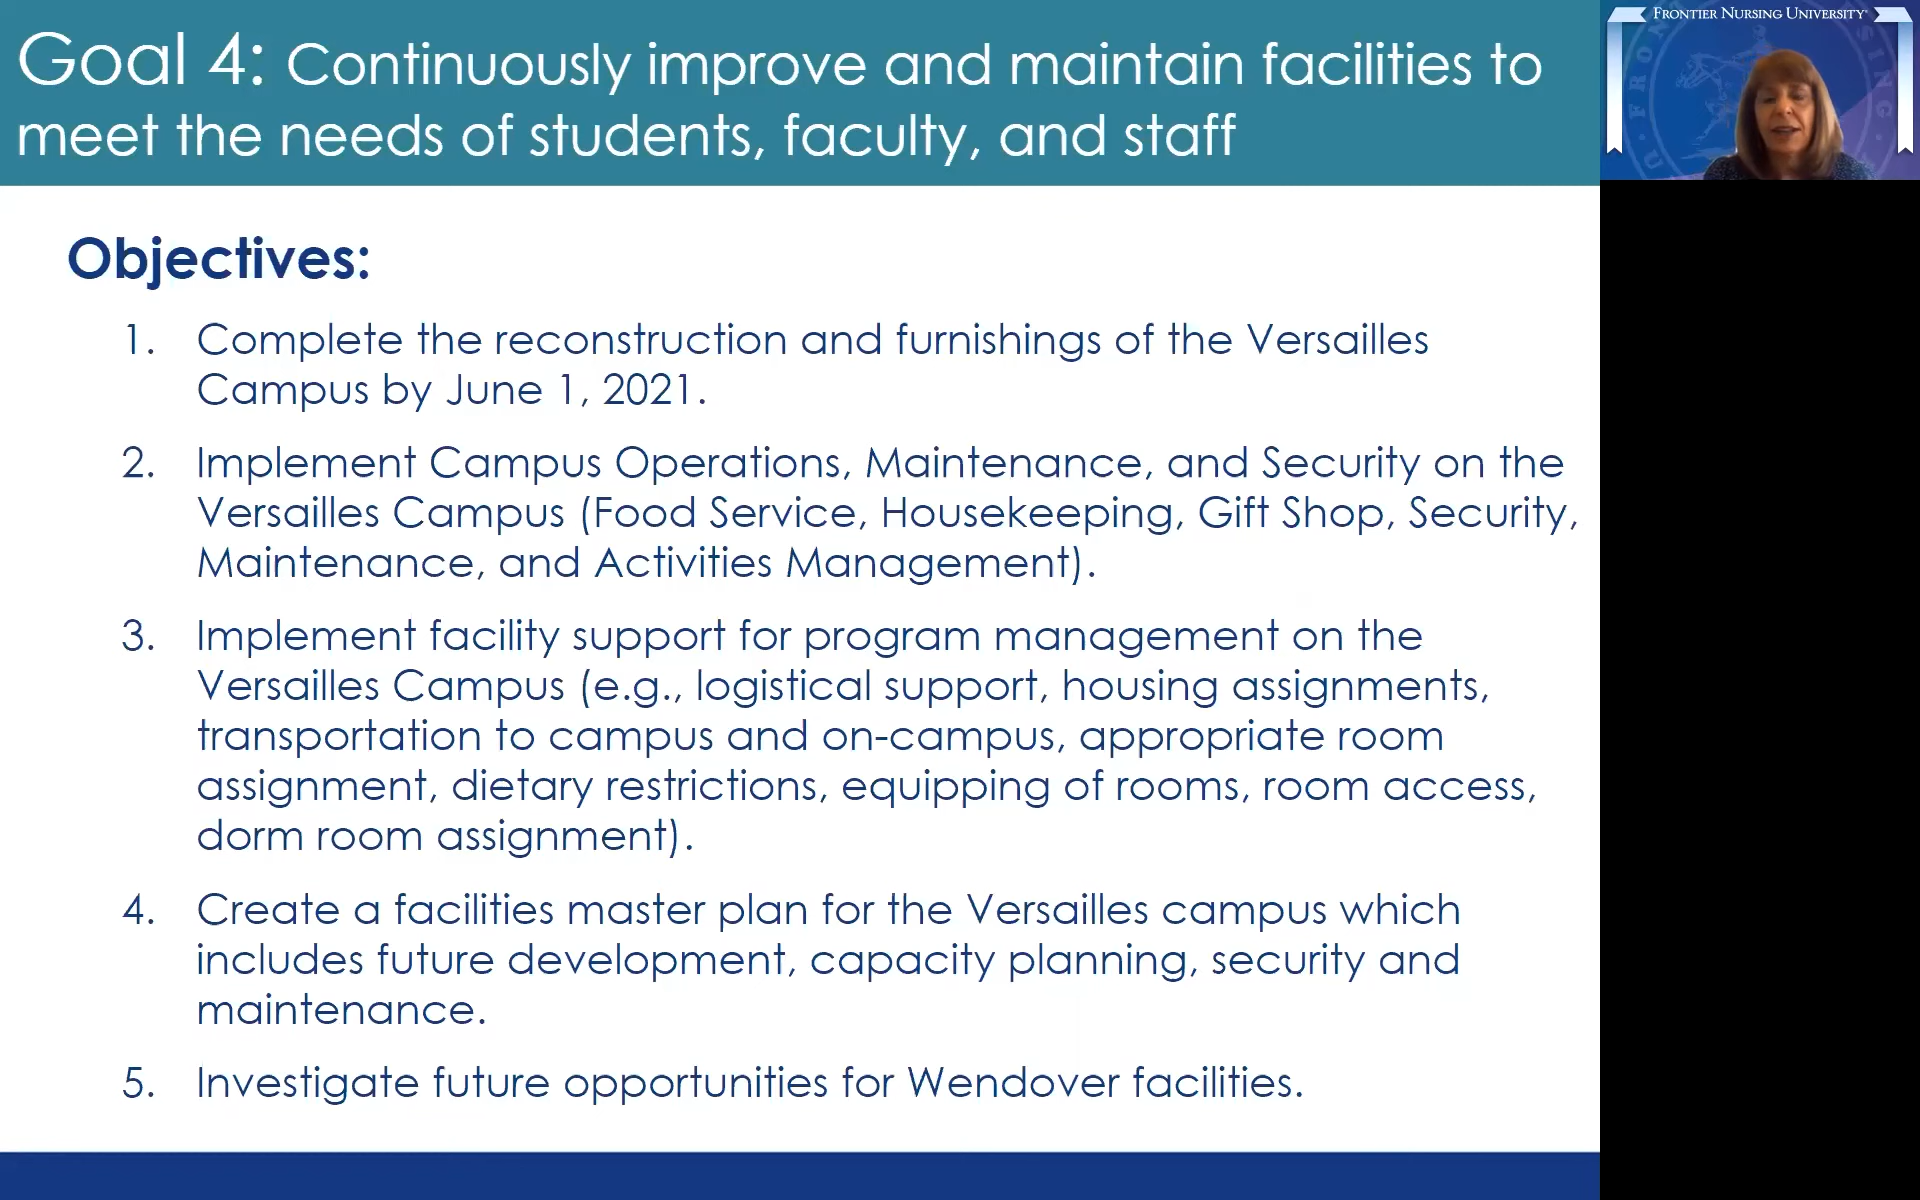 Goal 4: Continuously improve and maintain facilities to
meet the needs of students, faculty, and staff
FRONTIER NURSING UNIVERSITY
Objectives:
1. Complete the reconstruction and furnishings of the Versailles
Campus by June 1, 2021.
2. Implement Campus Operations, Maintenance, and Security on the
Versailles Campus (Food Service, Housekeeping, Gift Shop, Security,
Maintenance, and Activities Management).
3. Implement facility support for program management on the
Versailles Campus (e.g., logistical support, housing assignments,
transportation to campus and on-campus, appropriate room
assignment, dietary restrictions, equipping of rooms, room access,
dorm room assignment).
4. Create a facilities master plan for the Versailles campus which
includes future development, capacity planning, security and
maintenance.
5. Investigate future opportunities for Wendover facilities.